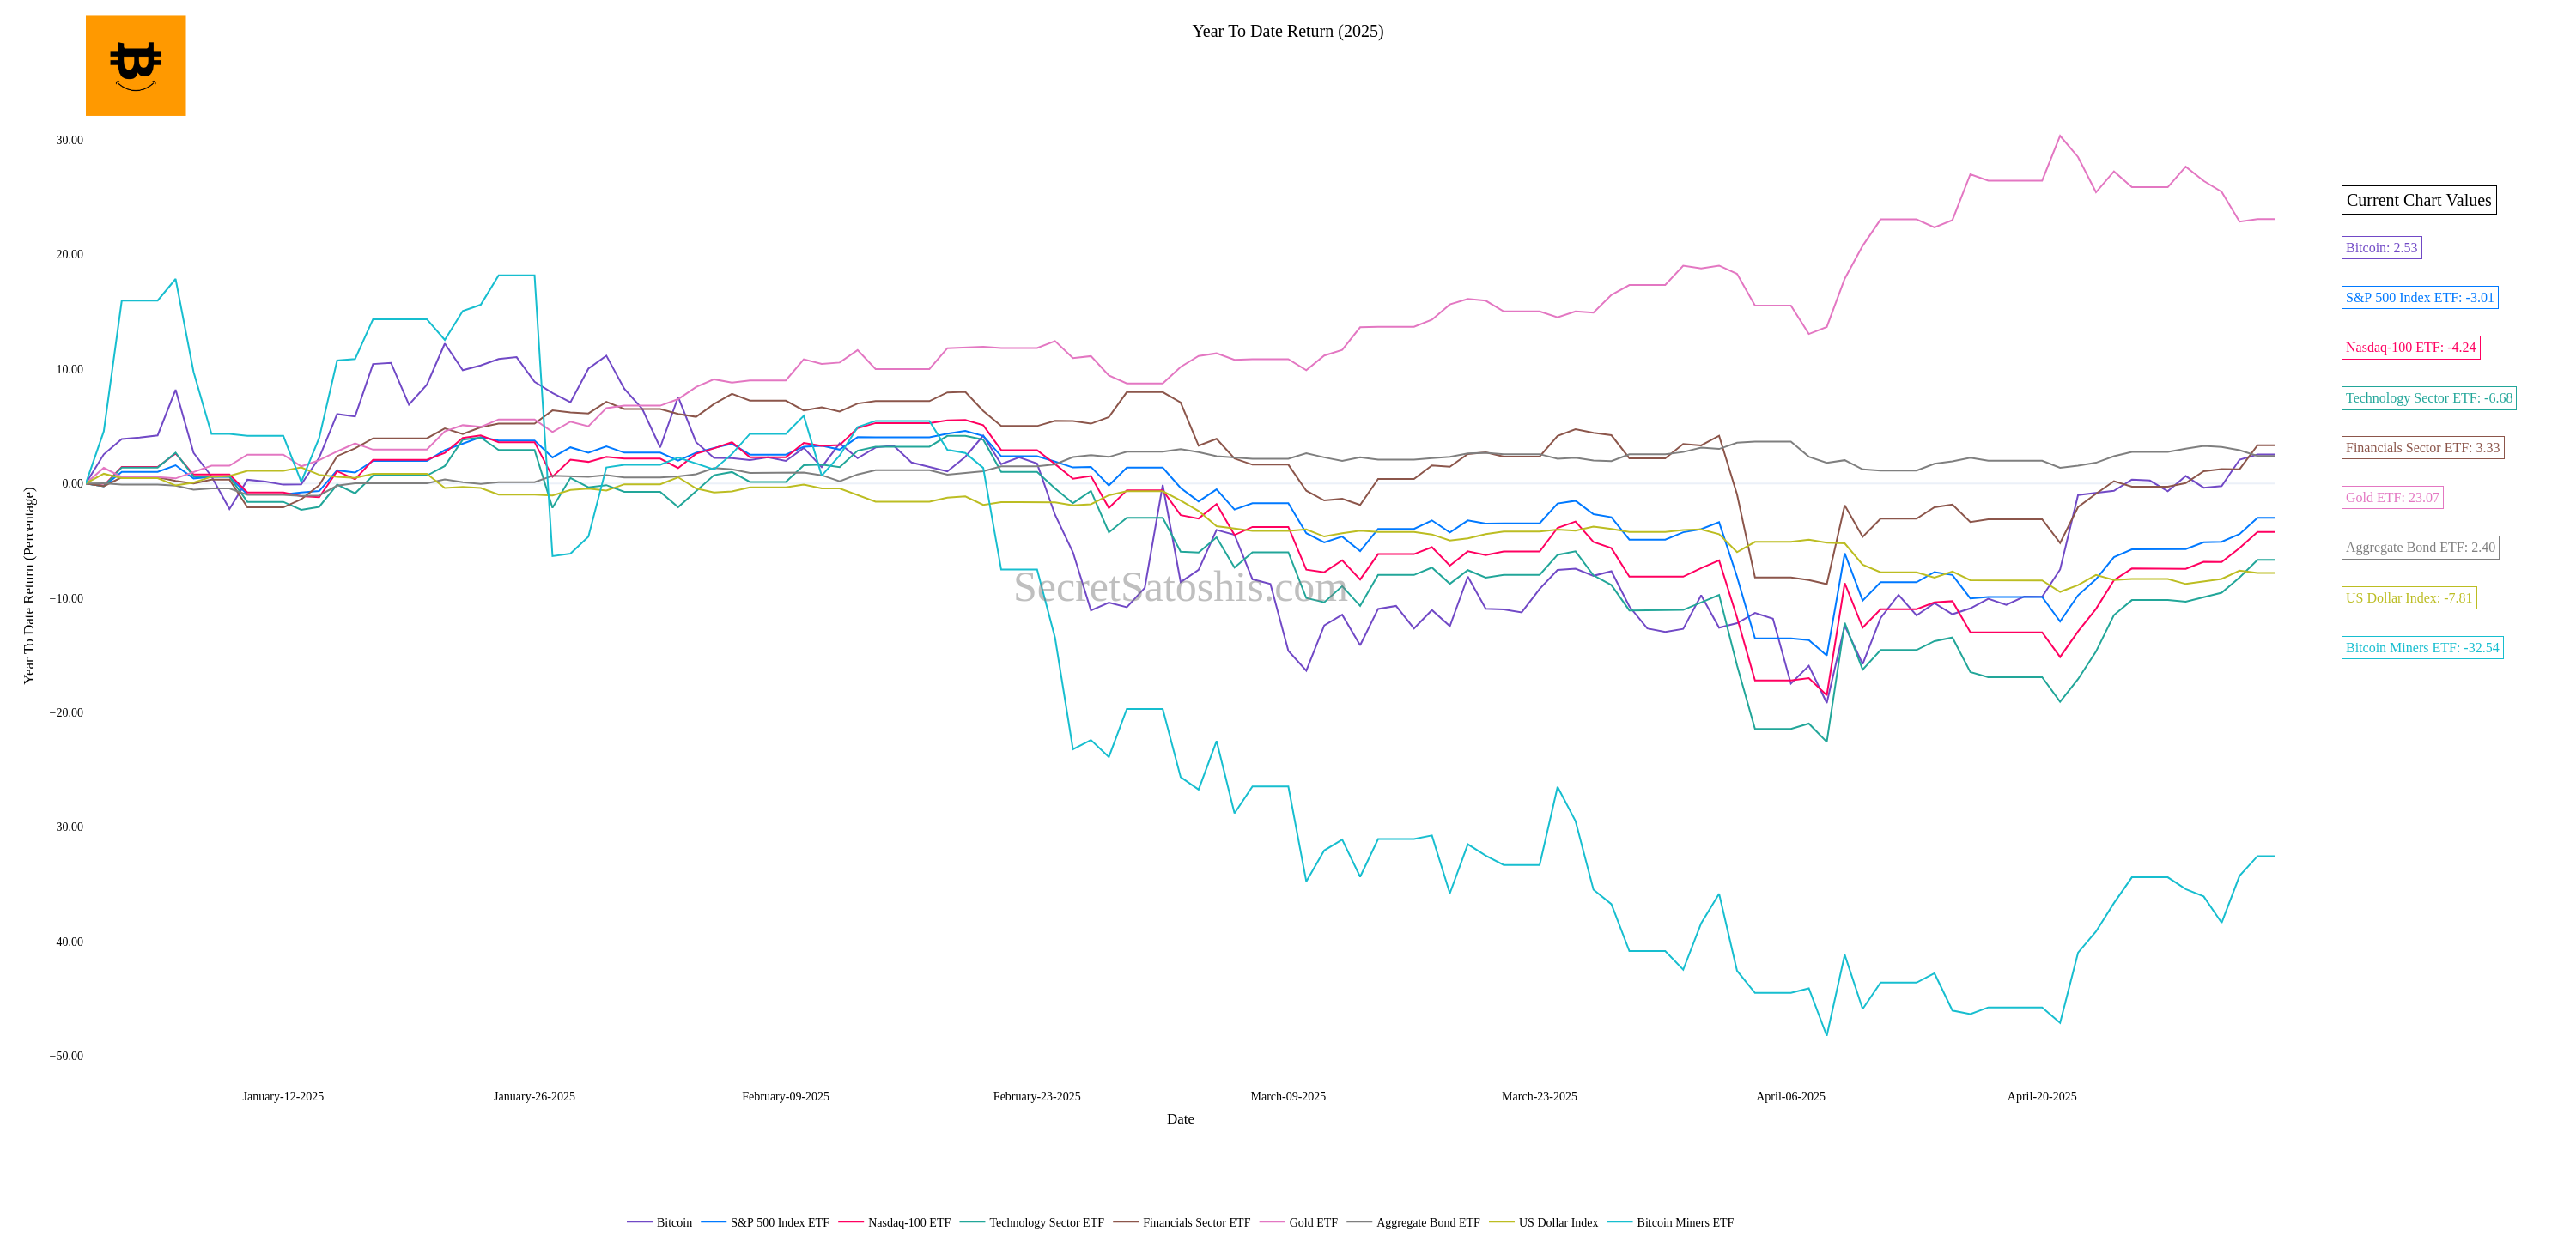 Year To Date Return (2025)
30.00
20.00
10.00
0.00
−10.00
−20.00
−30.00
−40.00
−50.00
Year To Date Return (Percentage)
SecretSatoshis.com
Current Chart Values
Bitcoin: 2.53
S&P 500 Index ETF: -3.01
Nasdaq-100 ETF: -4.24
Technology Sector ETF: -6.68
Financials Sector ETF: 3.33
Gold ETF: 23.07
Aggregate Bond ETF: 2.40
US Dollar Index: -7.81
Bitcoin Miners ETF: -32.54
January-12-2025 January-26-2025 February-09-2025 February-23-2025 March-09-2025 March-23-2025 April-06-2025 April-20-2025
Date
Bitcoin S&P 500 Index ETF Nasdaq-100 ETF Technology Sector ETF Financials Sector ETF Gold ETF Aggregate Bond ETF US Dollar Index Bitcoin Miners ETF